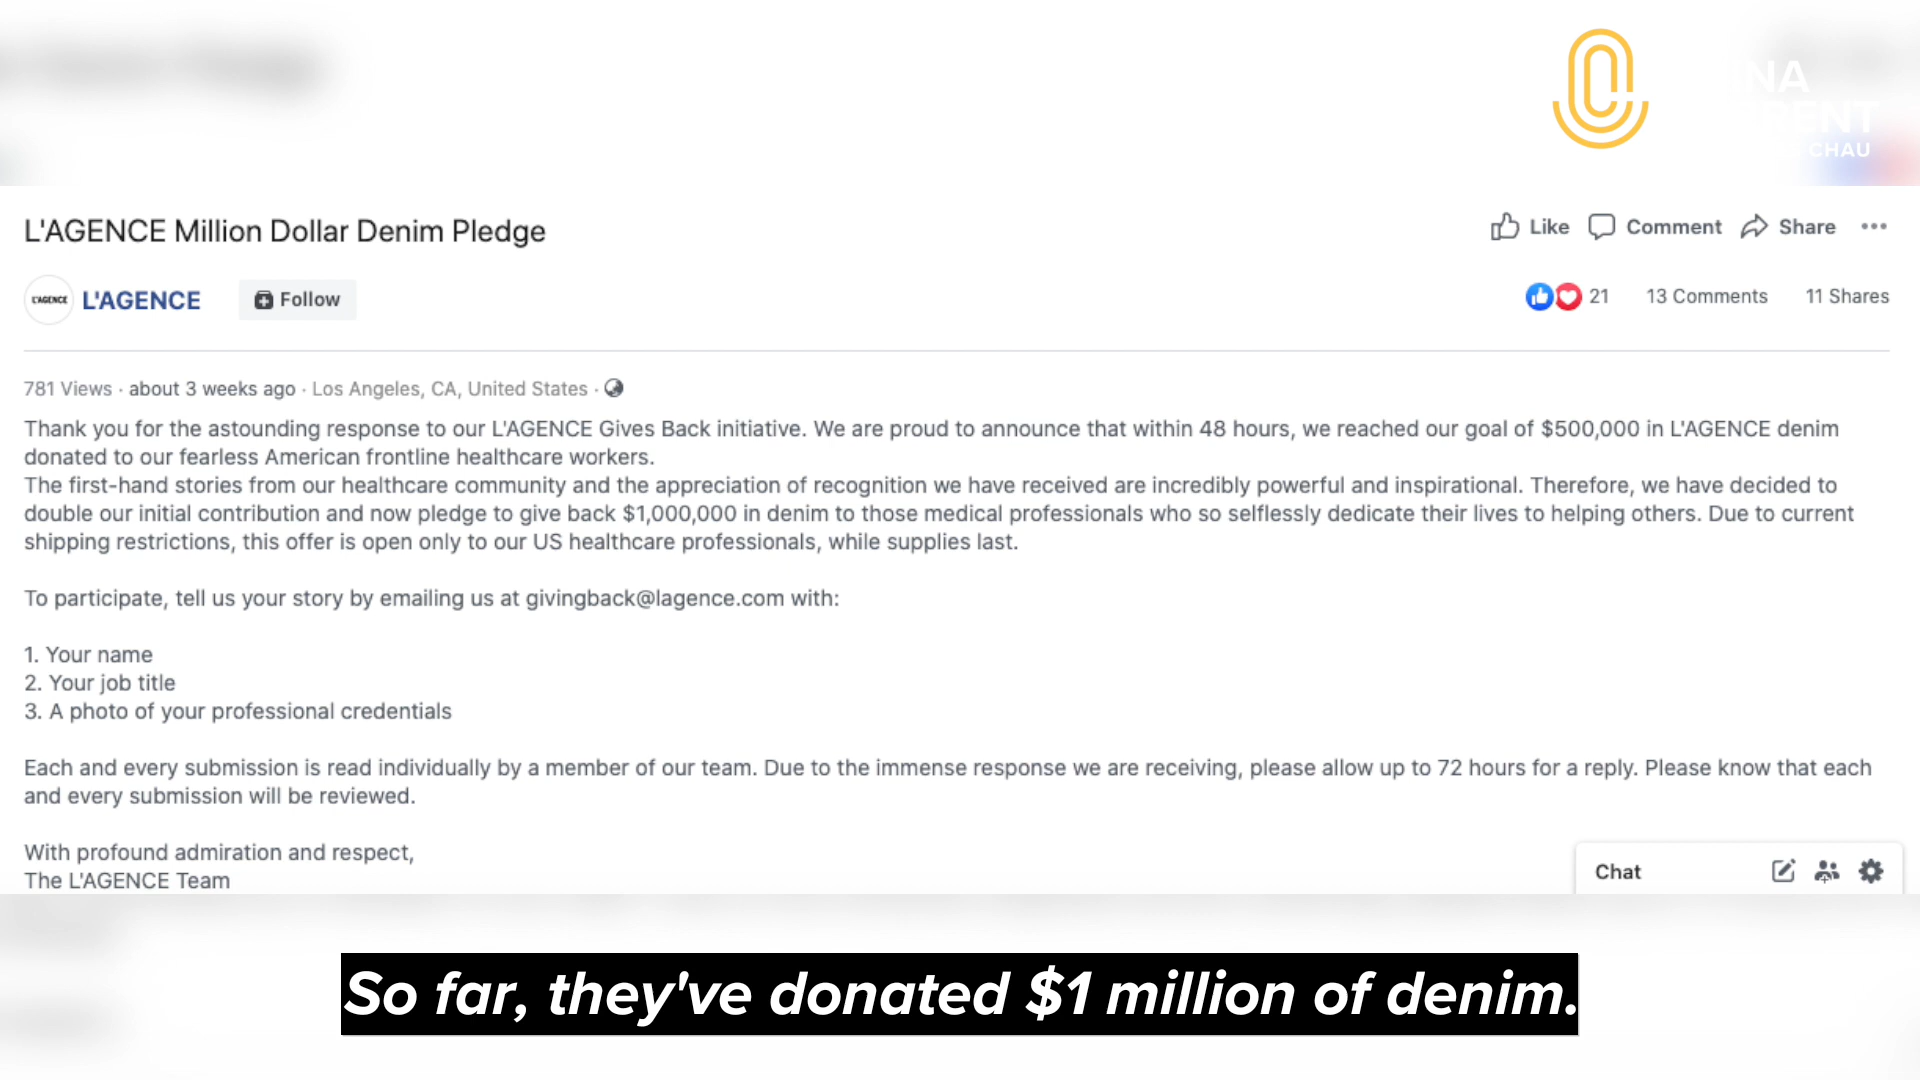 NA
ENT
CHAU
L'AGENCE Million Dollar Denim Pledge
Like Comment Share
L'AGENCE L'AGENCE Follow
21 13 Comments 11 Shares
781 Views · about 3 weeks ago · Los Angeles, CA, United States ·
Thank you for the astounding response to our L'AGENCE Gives Back initiative. We are proud to announce that within 48 hours, we reached our goal of $500,000 in L'AGENCE denim
donated to our fearless American frontline healthcare workers.
The first-hand stories from our healthcare community and the appreciation of recognition we have received are incredibly powerful and inspirational. Therefore, we have decided to
double our initial contribution and now pledge to give back $1,000,000 in denim to those medical professionals who so selflessly dedicate their lives to helping others. Due to current
shipping restrictions, this offer is open only to our US healthcare professionals, while supplies last.
To participate, tell us your story by emailing us at givingback@lagence.com with:
1. Your name
2. Your job title
3. A photo of your professional credentials
Each and every submission is read individually by a member of our team. Due to the immense response we are receiving, please allow up to 72 hours for a reply. Please know that each
and every submission will be reviewed.
With profound admiration and respect,
The L'AGENCE Team
Chat
So far, they've donated $1 million of denim.